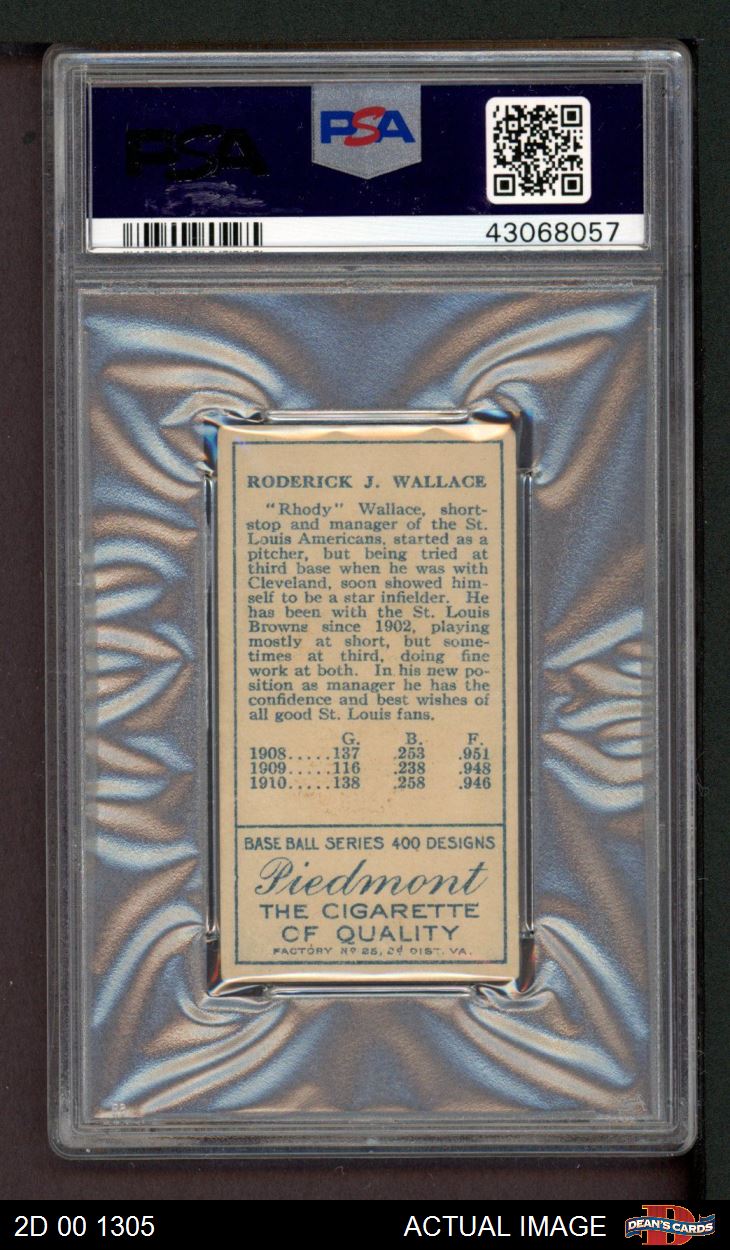 PSA
PSA
43068057
RODERICK J. WALLACE
"Rhody" Wallace, short-
stop and manager of the St.
Louis Americans, started as a
pitcher, but being tried at
third base when he was with
Cleveland, soon showed him-
self to be a star infielder. He
has been with the St. Louis
Browns since 1902, playing
mostly at short, but some-
times at third, doing fine
work at both. In his new po-
sition as manager he has the
confidence and best wishes of
all good St. Louis fans.
G. B. F.
1908.....137 .253 .951
1909.....116 .238 .948
1910.....138 .258 .946
BASE BALL SERIES 400 DESIGNS
Piedmont
THE CIGARETTE
OF QUALITY
FACTORY No 25, 2d DIST. VA.
2D 00 1305
ACTUAL IMAGE
DEAN'S CARDS